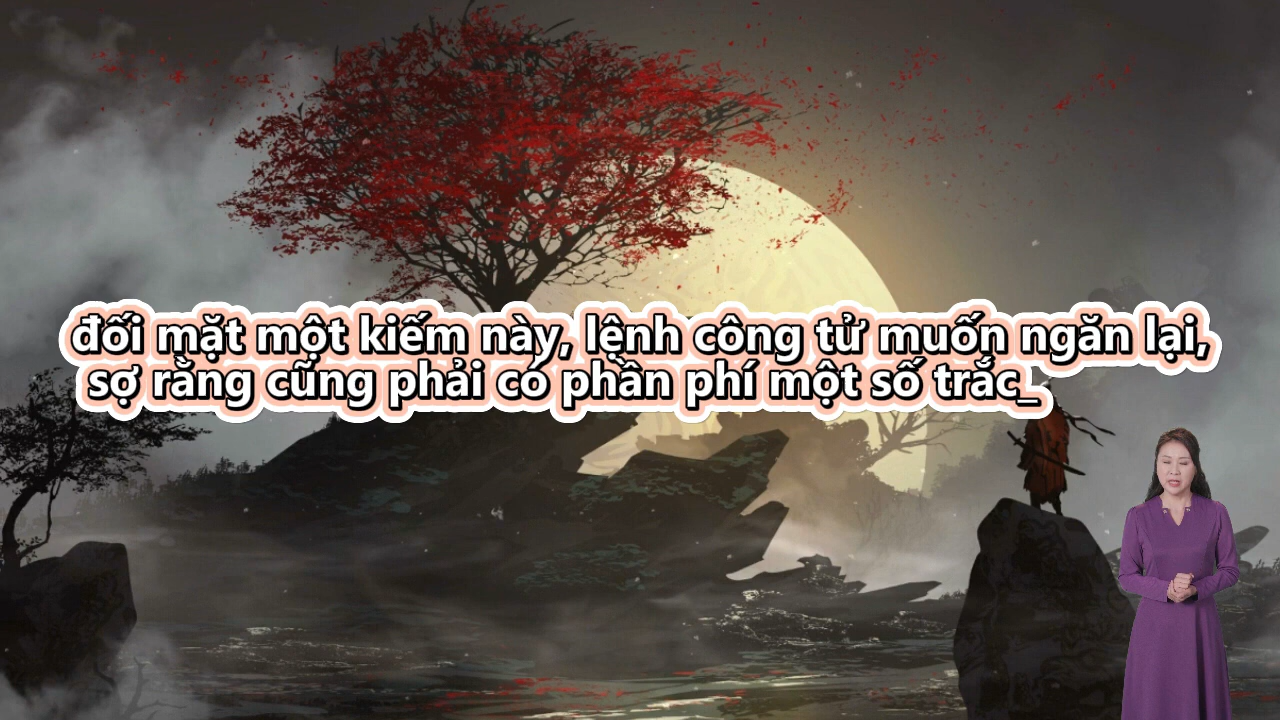 đối mặt một kiếm này, lệnh công tử muốn ngăn lại,
sợ rằng cũng phải có phần phí một số trắc_